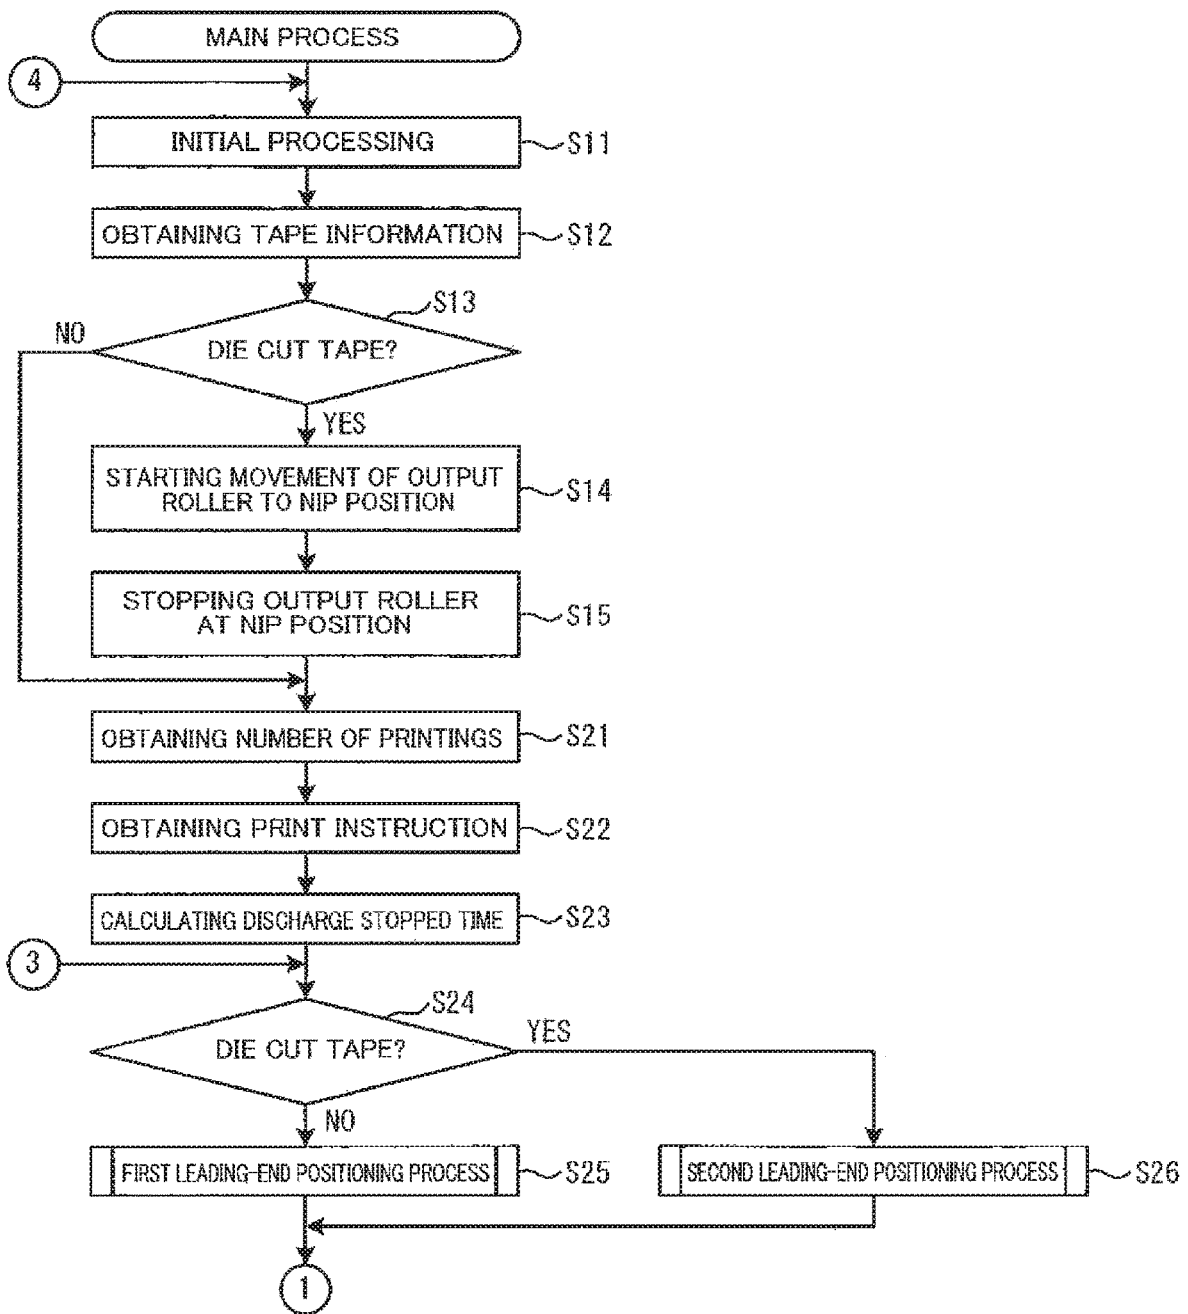 MAIN PROCESS
4
INITIAL PROCESSING
S11
OBTAINING TAPE INFORMATION
S12
S13
NO
DIE CUT TAPE?
YES
STARTING MOVEMENT OF OUTPUT
ROLLER TO NIP POSITION
S14
STOPPING OUTPUT ROLLER
AT NIP POSITION
S15
OBTAINING NUMBER OF PRINTINGS
S21
OBTAINING PRINT INSTRUCTION
S22
CALCULATING DISCHARGE STOPPED TIME
S23
3
S24
DIE CUT TAPE?
YES
NO
FIRST LEADING-END POSITIONING PROCESS
S25
SECOND LEADING-END POSITIONING PROCESS
S26
1